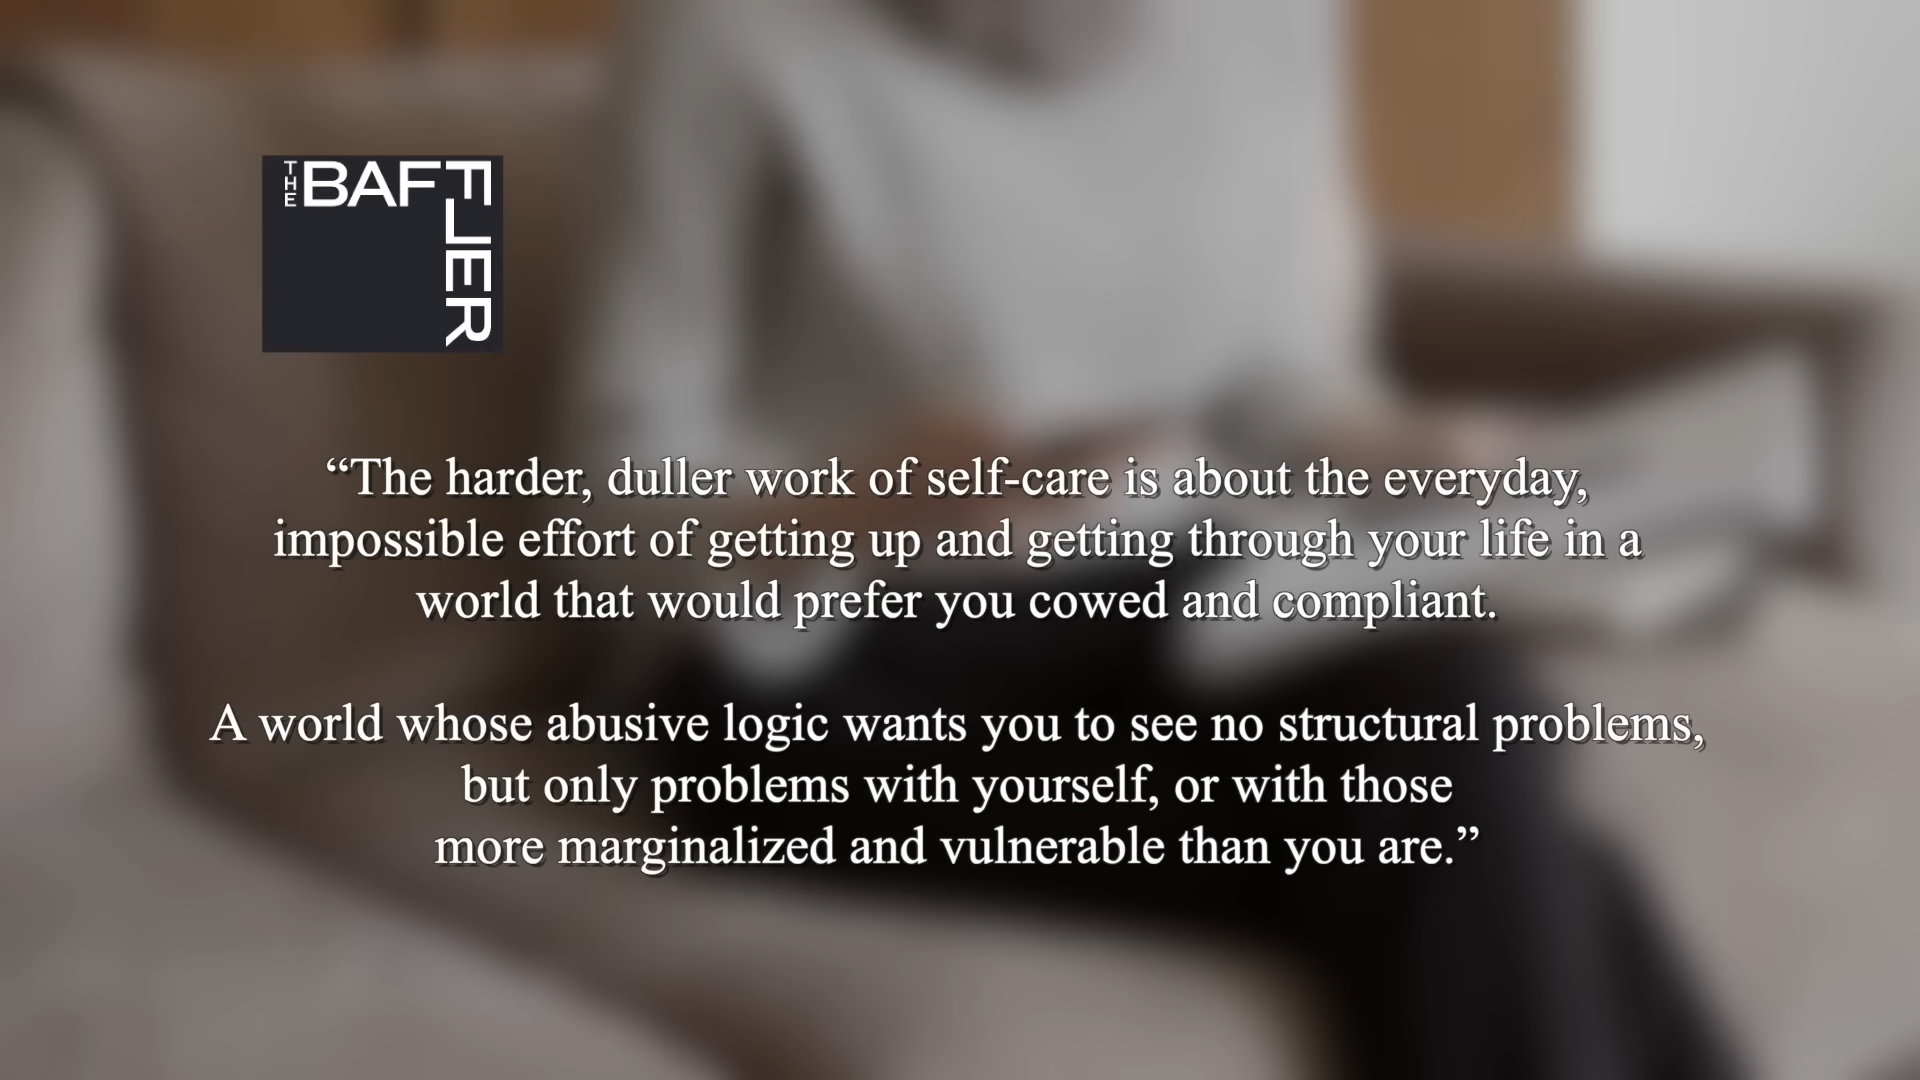 THE BAFFLER
“The harder, duller work of self-care is about the everyday,
impossible effort of getting up and getting through your life in a
world that would prefer you cowed and compliant.
A world whose abusive logic wants you to see no structural problems,
but only problems with yourself, or with those
more marginalized and vulnerable than you are.”